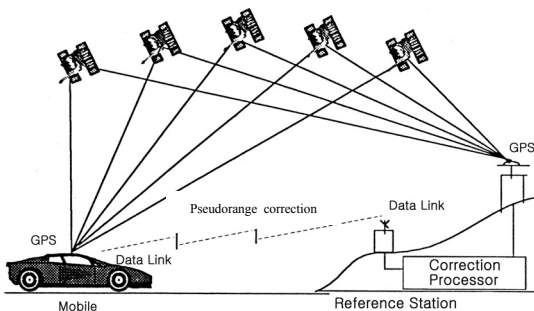 GPS
Pseudorange correction
Data Link
GPS
Data Link
Correction
Processor
Mobile
Reference Station